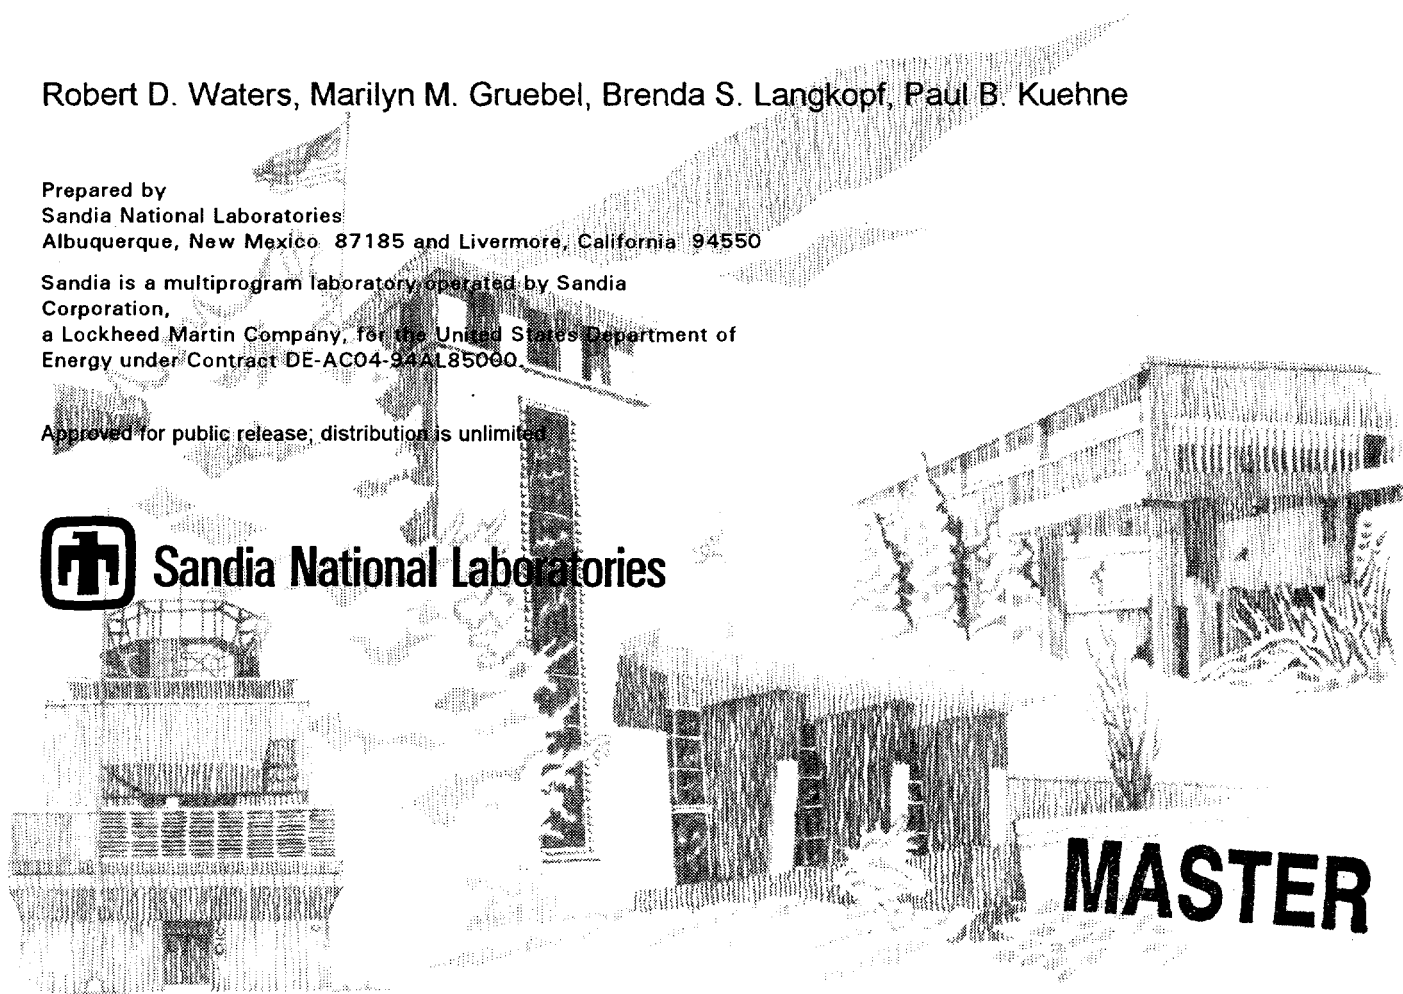 Robert D. Waters, Marilyn M. Gruebel, Brenda S. Langkopf, Paul B. Kuehne
Prepared by
Sandia National Laboratories
Albuquerque, New Mexico 87185 and Livermore, California 94550
Sandia is a multiprogram laboratory operated by Sandia
Corporation,
a Lockheed Martin Company, for the United States Department of
Energy under Contract DE-AC04-94AL85000.
Approved for public release; distribution is unlimited.
Sandia National Laboratories
MASTER